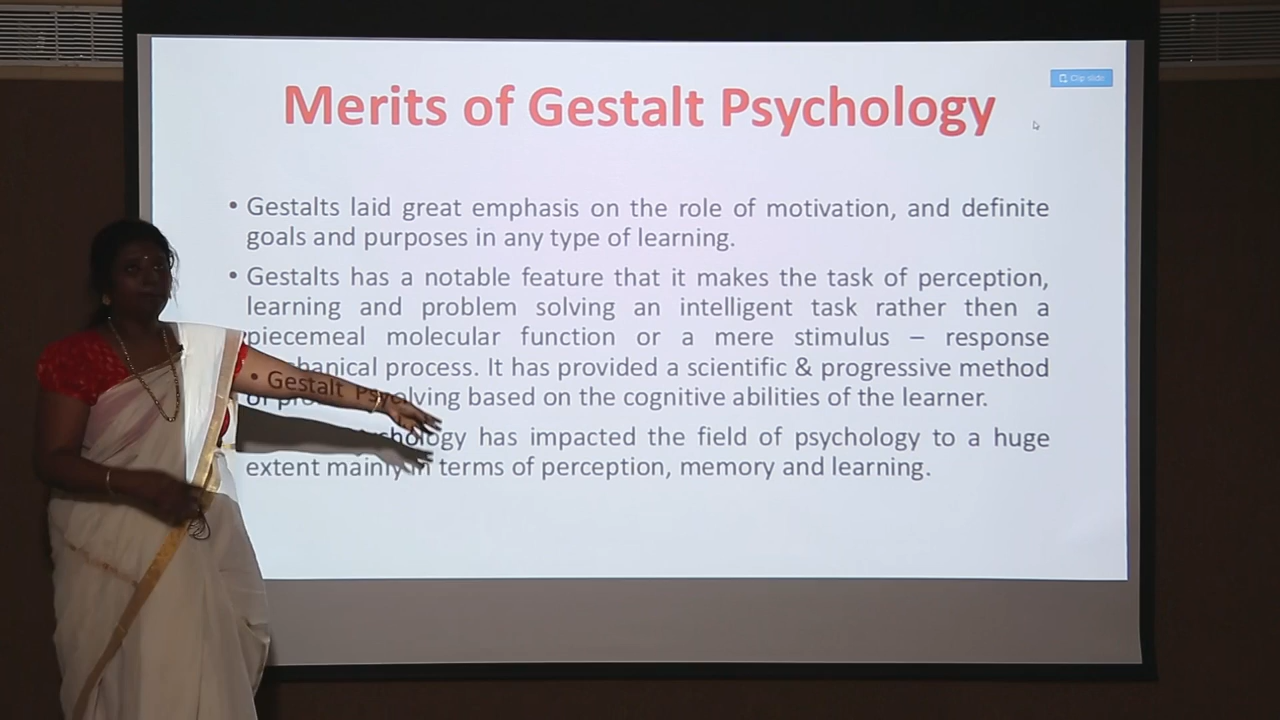 Clip slide
Merits of Gestalt Psychology
• Gestalts laid great emphasis on the role of motivation, and definite
goals and purposes in any type of learning.
• Gestalts has a notable feature that it makes the task of perception,
learning and problem solving an intelligent task rather then a
piecemeal molecular function or a mere stimulus – response
process. It has provided a scientific & progressive method
based on the cognitive abilities of the learner.
• Gestalt Psychology has impacted the field of psychology to a huge
extent mainly in terms of perception, memory and learning.